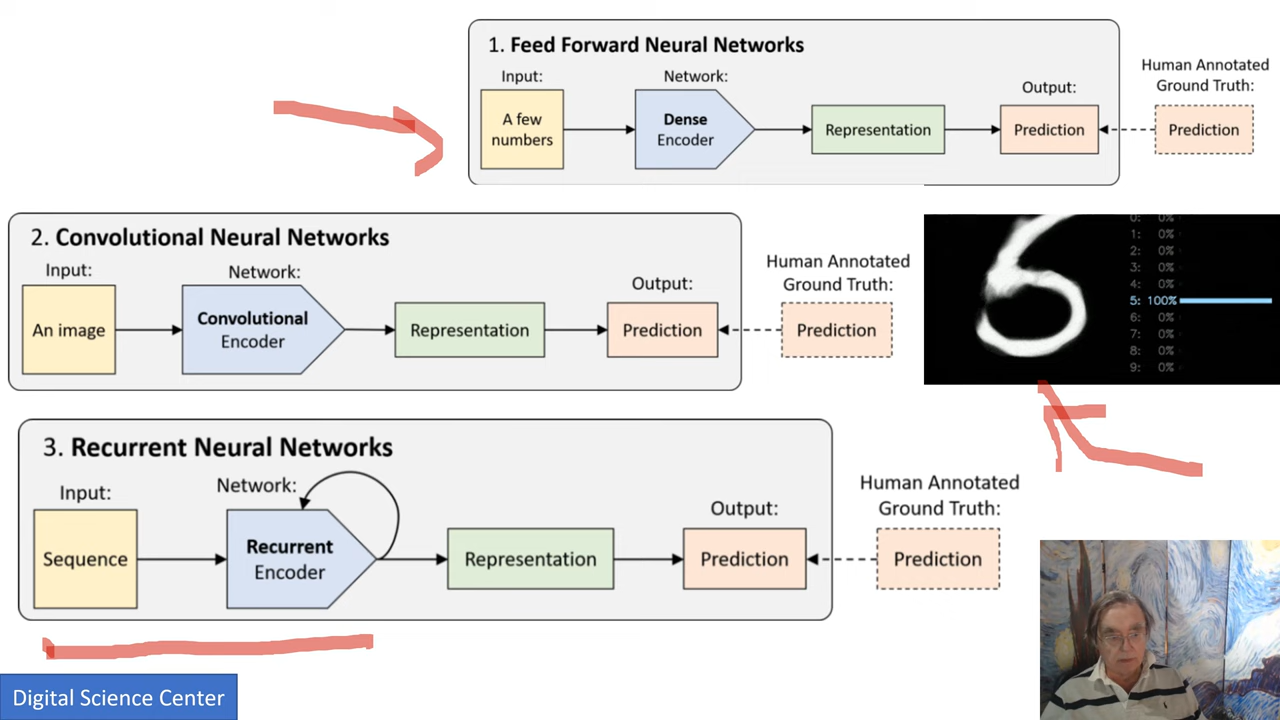 1. Feed Forward Neural Networks
Input:
Network:
Output:
Human Annotated
Ground Truth:
A few
numbers
Dense
Encoder
Representation
Prediction
Prediction
2. Convolutional Neural Networks
Input:
Network:
Output:
Human Annotated
Ground Truth:
An image
Convolutional
Encoder
Representation
Prediction
Prediction
5
0: 0%
1: 0%
2: 0%
3: 0%
4: 0%
5: 100%
6: 0%
7: 0%
8: 0%
9: 0%
3. Recurrent Neural Networks
Input:
Network:
Output:
Human Annotated
Ground Truth:
Sequence
Recurrent
Encoder
Representation
Prediction
Prediction
Digital Science Center